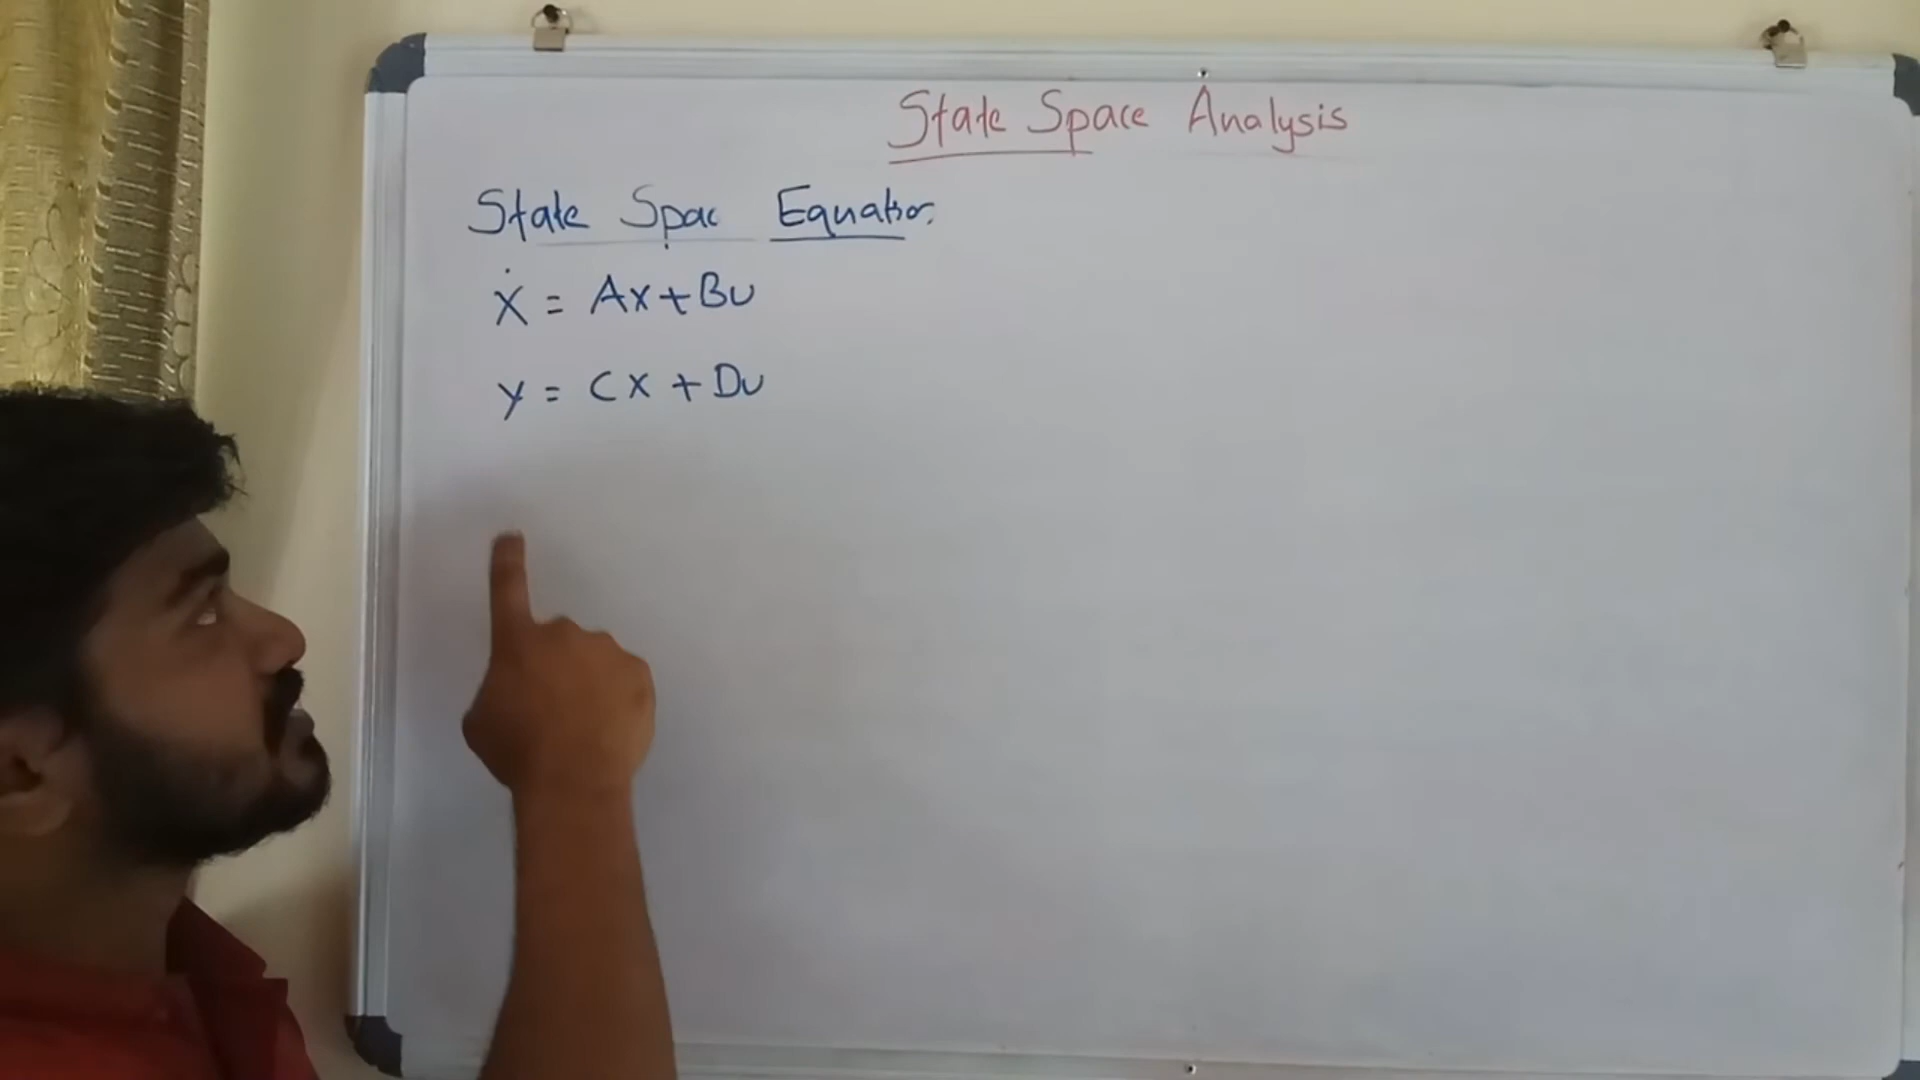 State Space Analysis
State Spac Equation
ẋ = Ax+Bu
y = Cx + Du